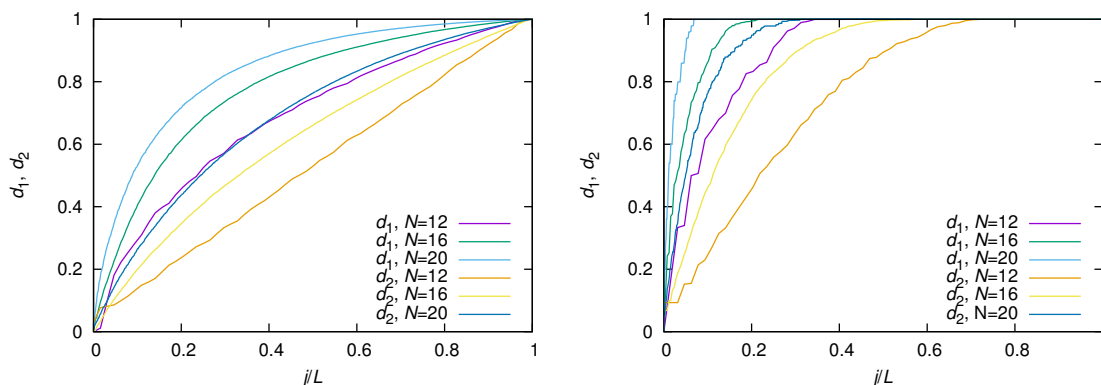 1
0.8
0.6
0.4
0.2
0
d1, d2
d1, N=12
d1, N=16
d1, N=20
d2, N=12
d2, N=16
d2, N=20
0 0.2 0.4 0.6 0.8 1
j/L
1
0.8
0.6
0.4
0.2
0
d1, d2
d1, N=12
d1, N=16
d1, N=20
d2, N=12
d2, N=16
d2, N=20
0 0.2 0.4 0.6 0.8
j/L